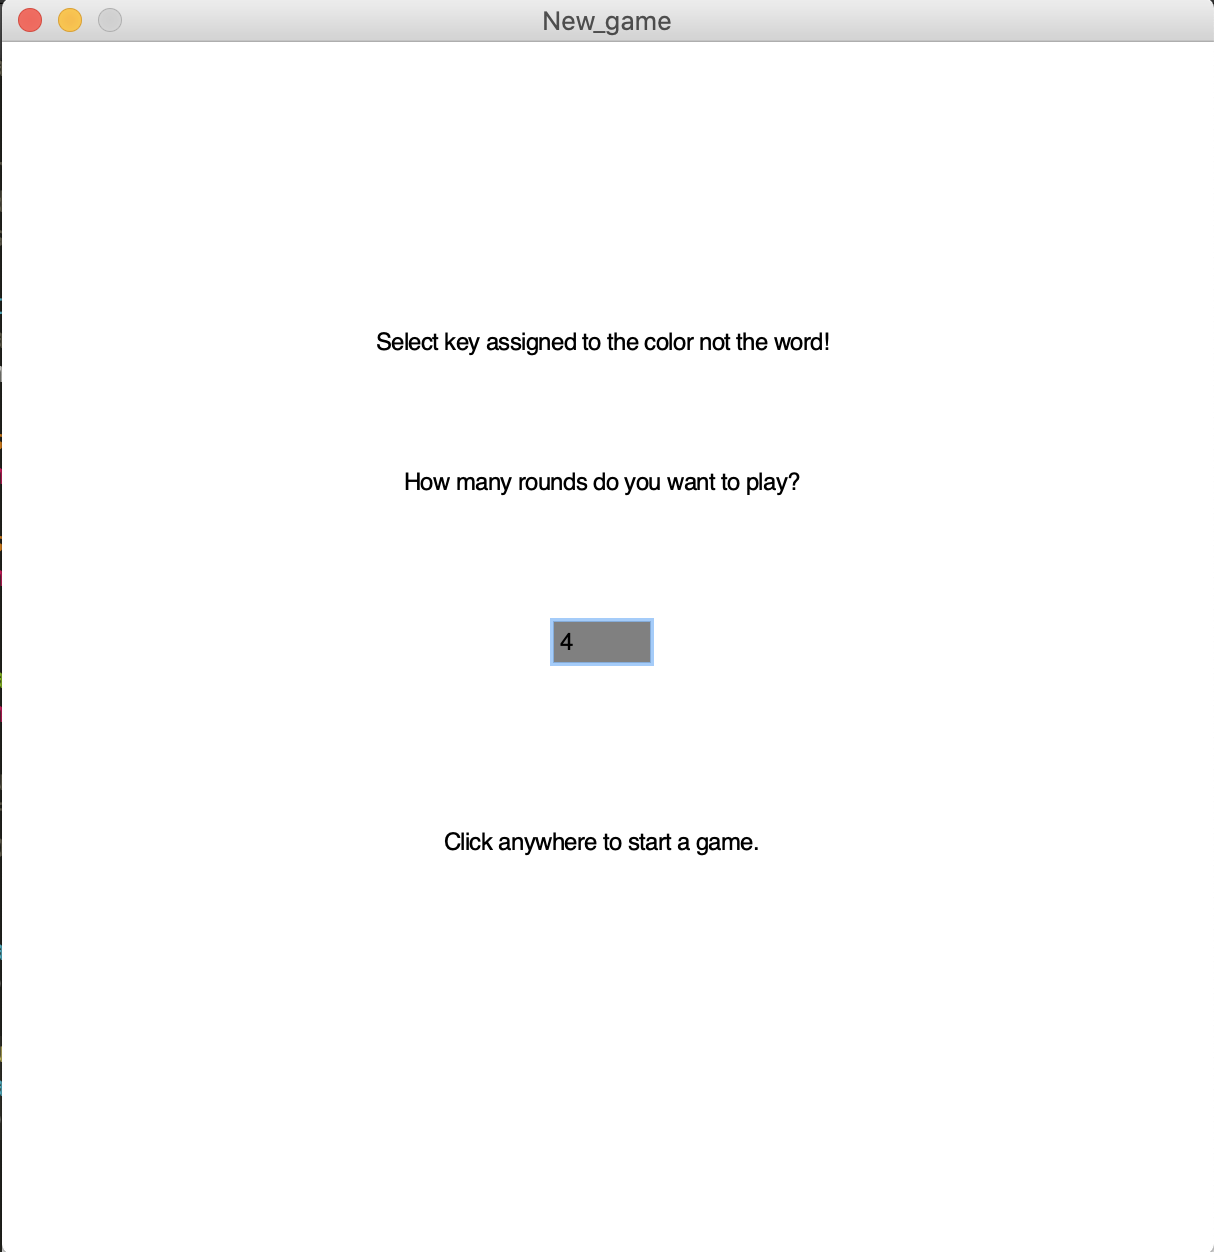 New_game
Select key assigned to the color not the word!
How many rounds do you want to play?
4
Click anywhere to start a game.